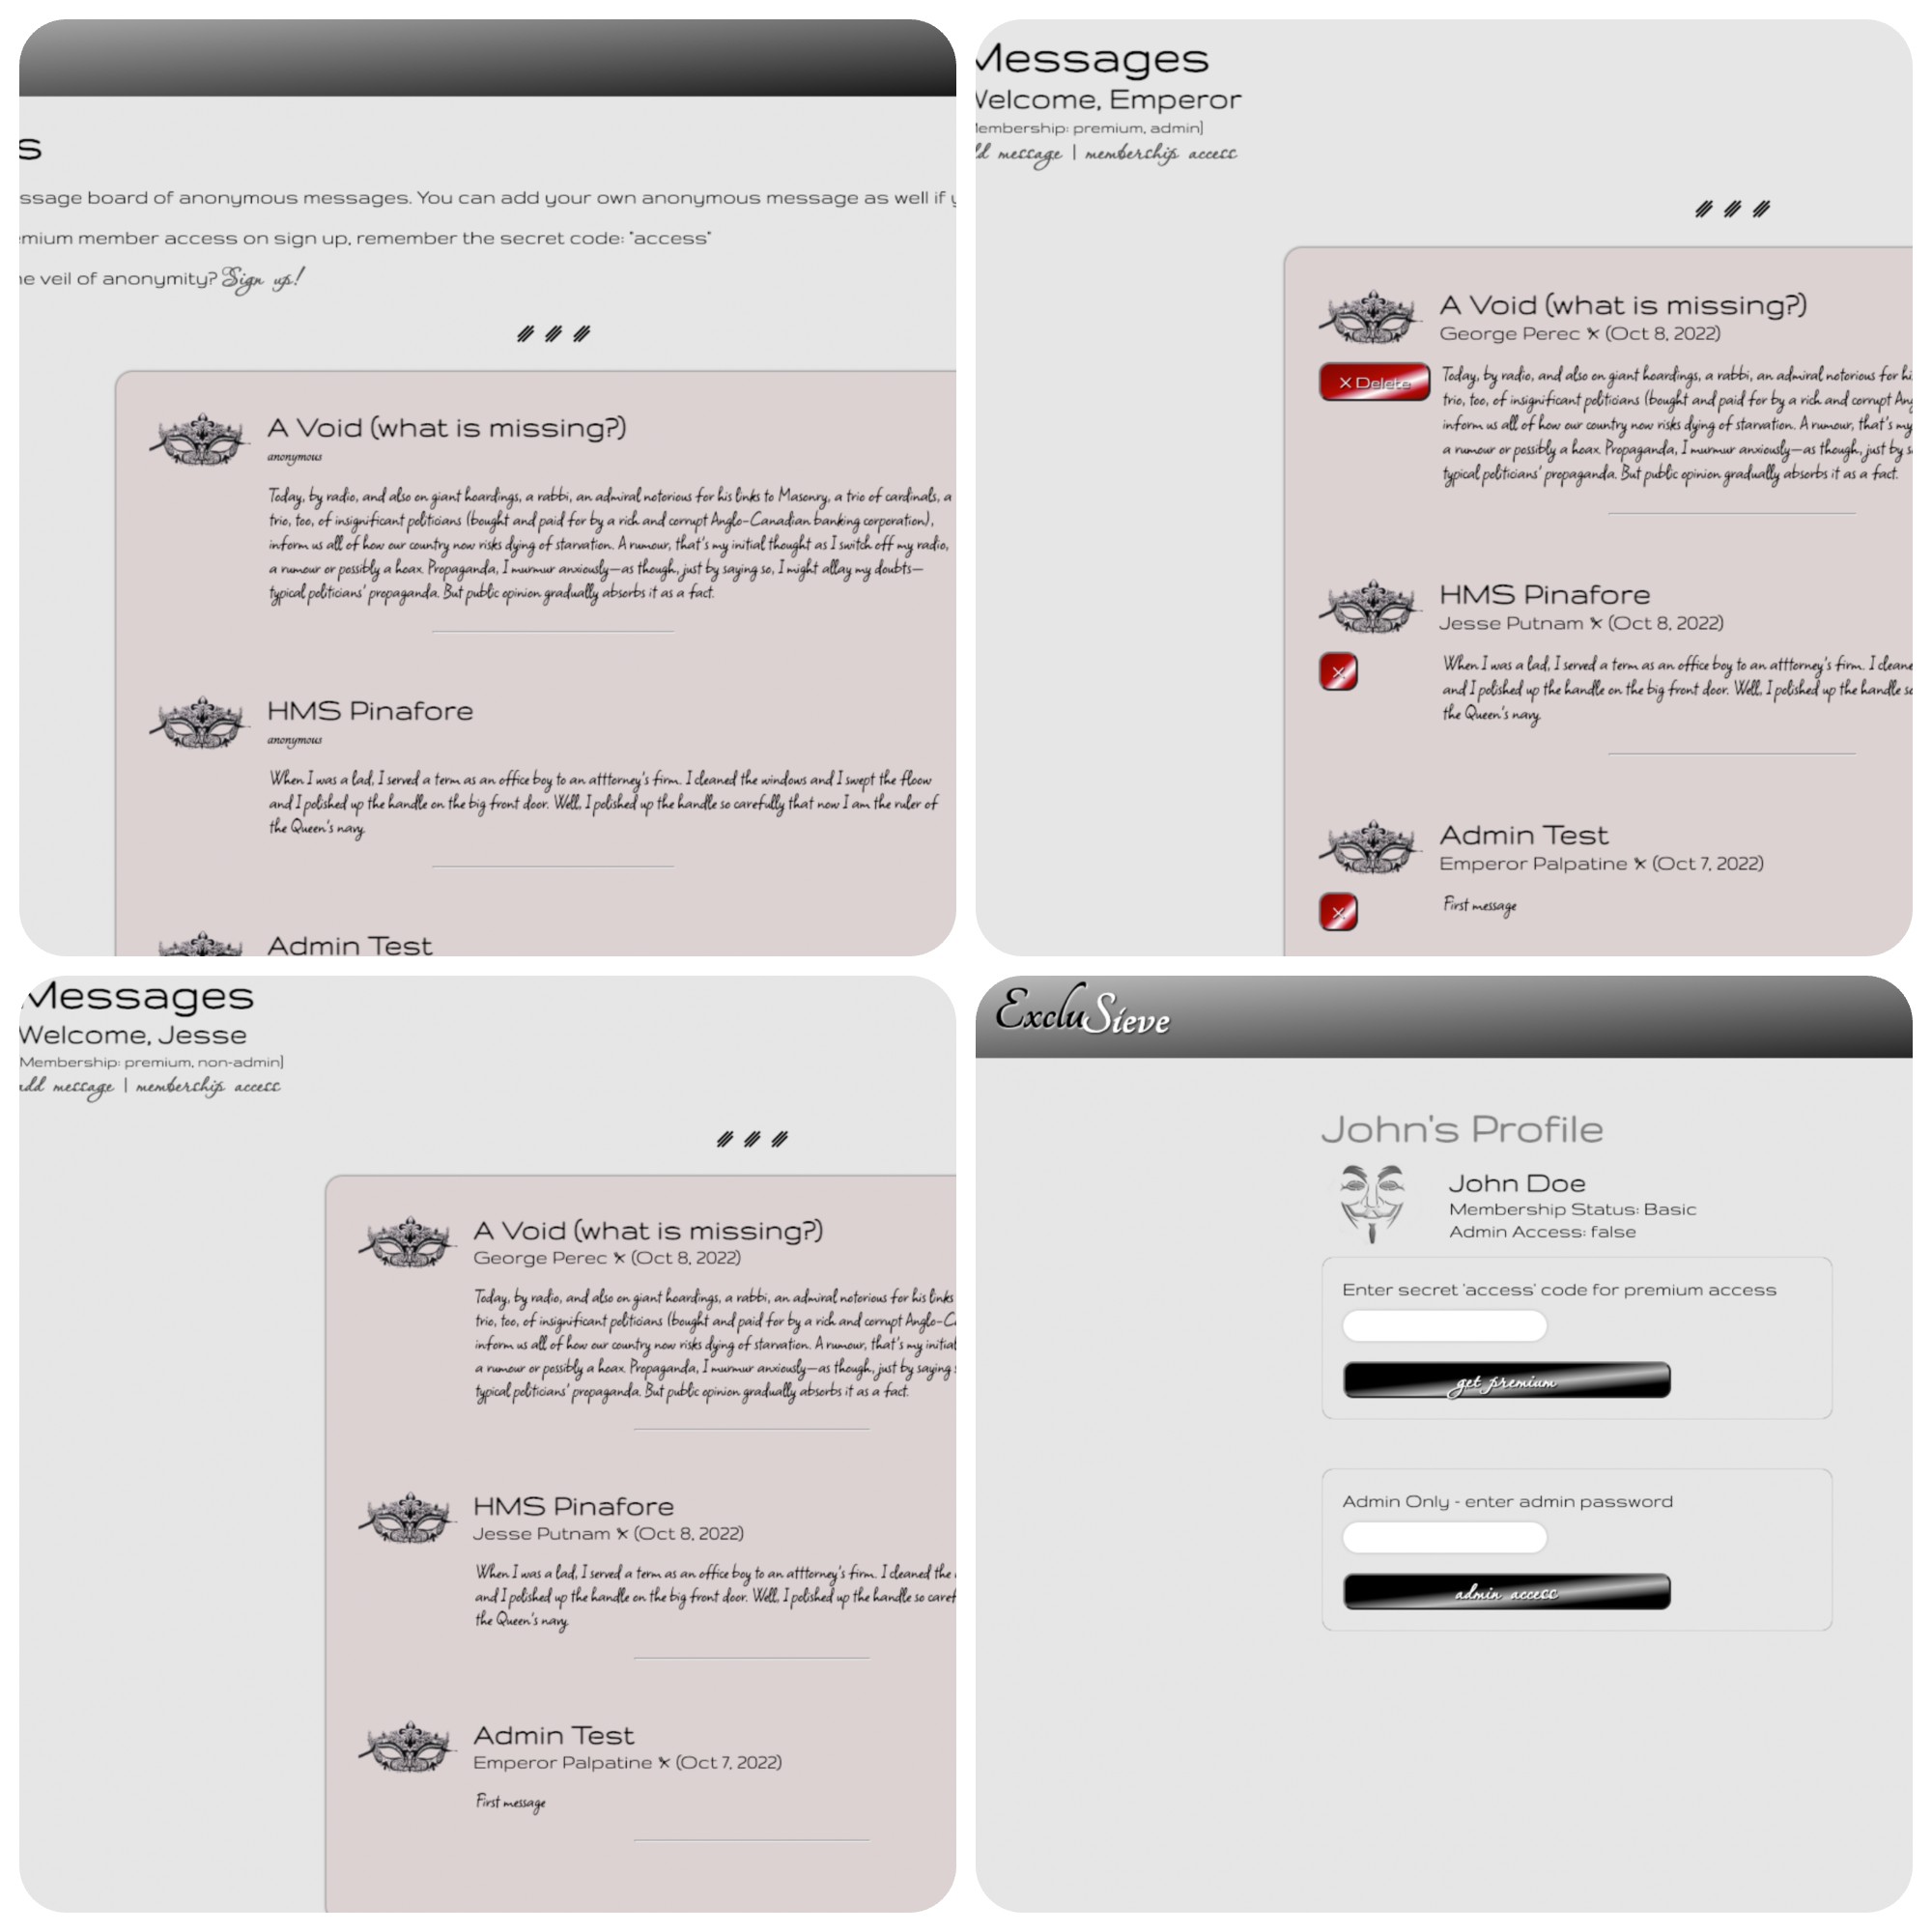 s
ssage board of anonymous messages. You can add your own anonymous message as well if y
mium member access on sign up, remember the secret code: "access"
e veil of anonymity? Sign up!
A Void (what is missing?)
anonymous
Today, by radio, and also on giant hoardings, a rabbi, an admiral notorious for his links to Masonry, a trio of cardinals, a
trio, too, of insignificant politicians (bought and paid for by a rich and corrupt Anglo-Canadian banking corporation),
inform us all of how our country now risks dying of starvation. A rumour, that's my initial thought as I switch off my radio,
a rumour or possibly a hoax. Propaganda, I murmur anxiously—as though, just by saying so, I might allay my doubts—
typical politicians' propaganda. But public opinion gradually absorbs it as a fact.
HMS Pinafore
anonymous
When I was a lad, I served a term as an office boy to an atttorney's firm. I cleaned the windows and I swept the floow
and I polished up the handle on the big front door. Well, I polished up the handle so carefully that now I am the ruler of
the Queen's navy.
Admin Test
Messages
Welcome, Emperor
Membership: premium, admin]
dd message | membership access
A Void (what is missing?)
George Perec (Oct 8, 2022)
X Delete
Today, by radio, and also on giant hoardings, a rabbi, an admiral notorious for hi
trio, too, of insignificant politicians (bought and paid for by a rich and corrupt Ang
inform us all of how our country now risks dying of starvation. A rumour, that's my
a rumour or possibly a hoax. Propaganda, I murmur anxiously—as though, just by s
typical politicians' propaganda. But public opinion gradually absorbs it as a fact.
HMS Pinafore
Jesse Putnam (Oct 8, 2022)
X
When I was a lad, I served a term as an office boy to an atttorney's firm. I cleane
and I polished up the handle on the big front door. Well, I polished up the handle so
the Queen's navy.
Admin Test
Emperor Palpatine (Oct 7, 2022)
X
First message
Messages
Welcome, Jesse
Membership: premium, non-admin]
add message | membership access
A Void (what is missing?)
George Perec (Oct 8, 2022)
Today, by radio, and also on giant hoardings, a rabbi, an admiral notorious for his links
trio, too, of insignificant politicians (bought and paid for by a rich and corrupt Anglo-C
inform us all of how our country now risks dying of starvation. A rumour, that's my initial
a rumour or possibly a hoax. Propaganda, I murmur anxiously—as though, just by saying
typical politicians' propaganda. But public opinion gradually absorbs it as a fact.
HMS Pinafore
Jesse Putnam (Oct 8, 2022)
When I was a lad, I served a term as an office boy to an atttorney's firm. I cleaned the
and I polished up the handle on the big front door. Well, I polished up the handle so caref
the Queen's navy.
Admin Test
Emperor Palpatine (Oct 7, 2022)
First message
ExcluSieve
John's Profile
John Doe
Membership Status: Basic
Admin Access: false
Enter secret 'access' code for premium access
get premium
Admin Only - enter admin password
admin access